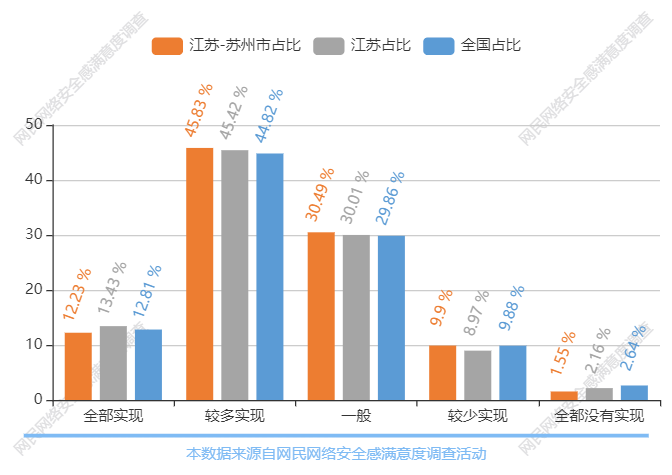 江苏-苏州市占比 江苏占比 全国占比
网民网络安全感满意度调查
网民网络安全感满意度调查
50
40
30
20
10
0
12.23 % 13.43 % 12.81 %
45.83 % 45.42 % 44.82 %
30.49 % 30.01 % 29.86 %
9.9 % 8.97 % 9.88 %
1.55 % 2.16 % 2.64 %
全部实现 较多实现 一般 较少实现 全都没有实现
网民网络安全感满意度调查
网民网络安全感满意度调查
本数据来源自网民网络安全感满意度调查活动